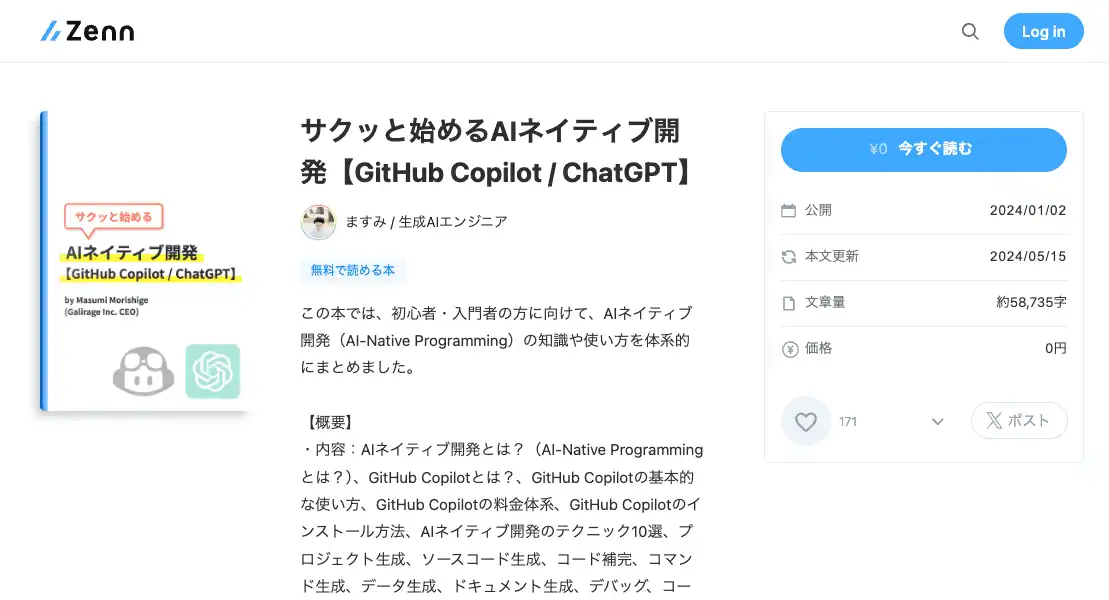 Zenn
Log in
サクッと始める
AIネイティブ開発
【GitHub Copilot / ChatGPT】
by Masumi Morishige
(Galirage Inc. CEO)
サクッと始めるAIネイティブ開
発【GitHub Copilot / ChatGPT】
ますみ / 生成AIエンジニア
無料で読める本
この本では、初心者・入門者の方に向けて、AIネイティブ
開発（AI-Native Programming）の知識や使い方を体系的
にまとめました。
【概要】
・内容：AIネイティブ開発とは？（AI-Native Programming
とは？）、GitHub Copilotとは？、GitHub Copilotの基本的
な使い方、GitHub Copilotの料金体系、GitHub Copilotのイ
ンストール方法、AIネイティブ開発のテクニック10選、プ
ロジェクト生成、ソースコード生成、コード補完、コマン
ド生成、データ生成、ドキュメント生成、デバッグ、コー
¥0 今すぐ読む
公開 2024/01/02
本文更新 2024/05/15
文章量 約58,735字
価格 0円
171
ポスト